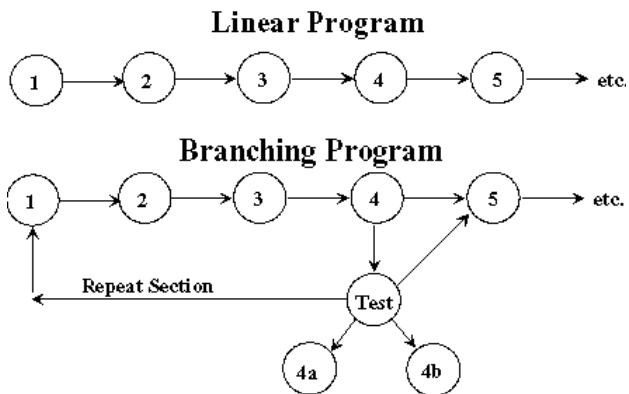 Linear Program
1 2 3 4 5 etc.
Branching Program
1 2 3 4 5 etc.
Repeat Section Test
4a 4b